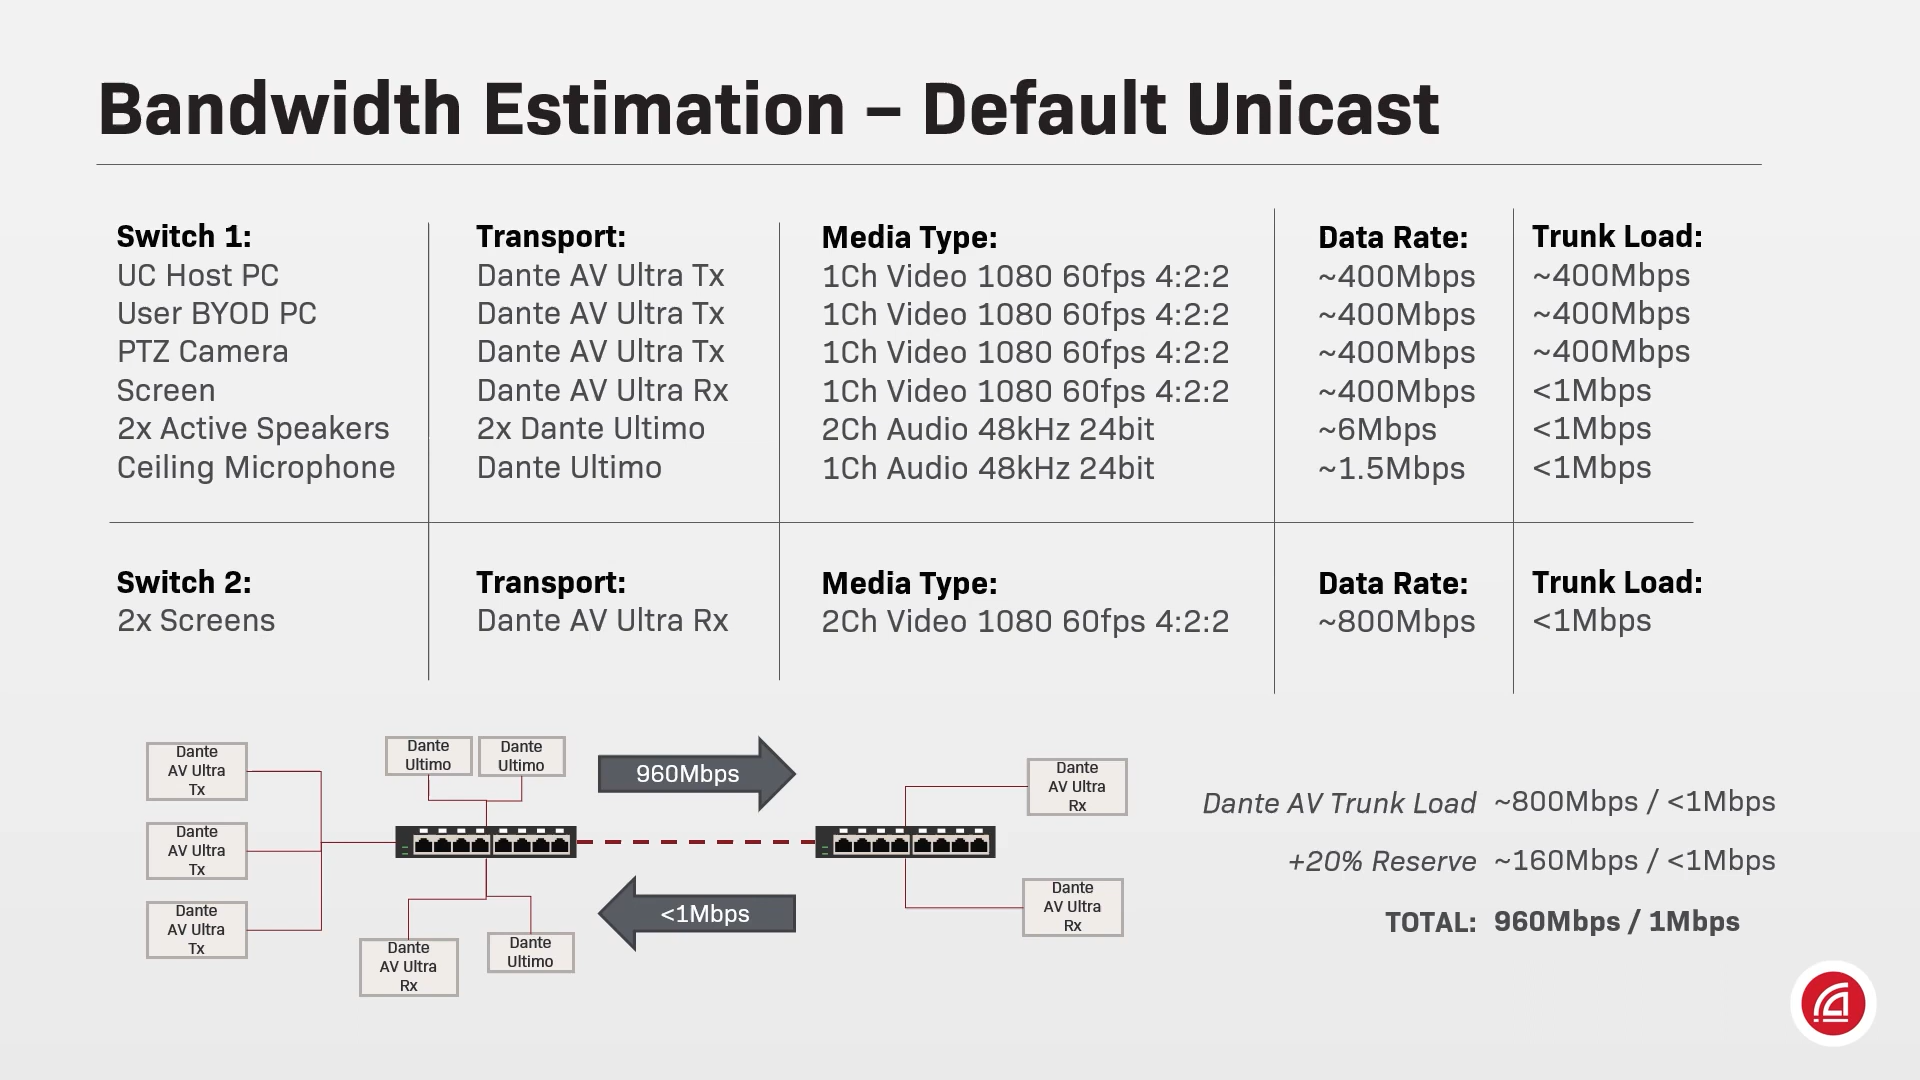 Bandwidth Estimation – Default Unicast
Switch 1: Transport: Media Type: Data Rate: Trunk Load:
UC Host PC Dante AV Ultra Tx 1Ch Video 1080 60fps 4:2:2 ~400Mbps ~400Mbps
User BYOD PC Dante AV Ultra Tx 1Ch Video 1080 60fps 4:2:2 ~400Mbps ~400Mbps
PTZ Camera Dante AV Ultra Tx 1Ch Video 1080 60fps 4:2:2 ~400Mbps ~400Mbps
Screen Dante AV Ultra Rx 1Ch Video 1080 60fps 4:2:2 ~400Mbps <1Mbps
2x Active Speakers 2x Dante Ultimo 2Ch Audio 48kHz 24bit ~6Mbps <1Mbps
Ceiling Microphone Dante Ultimo 1Ch Audio 48kHz 24bit ~1.5Mbps <1Mbps
Switch 2: Transport: Media Type: Data Rate: Trunk Load:
2x Screens Dante AV Ultra Rx 2Ch Video 1080 60fps 4:2:2 ~800Mbps <1Mbps
Dante
AV Ultra
Tx
Dante
AV Ultra
Tx
Dante
AV Ultra
Tx
Dante
Ultimo
Dante
Ultimo
Dante
AV Ultra
Rx
Dante
Ultimo
960Mbps
<1Mbps
Dante
AV Ultra
Rx
Dante
AV Ultra
Rx
Dante AV Trunk Load ~800Mbps / <1Mbps
+20% Reserve ~160Mbps / <1Mbps
TOTAL: 960Mbps / 1Mbps